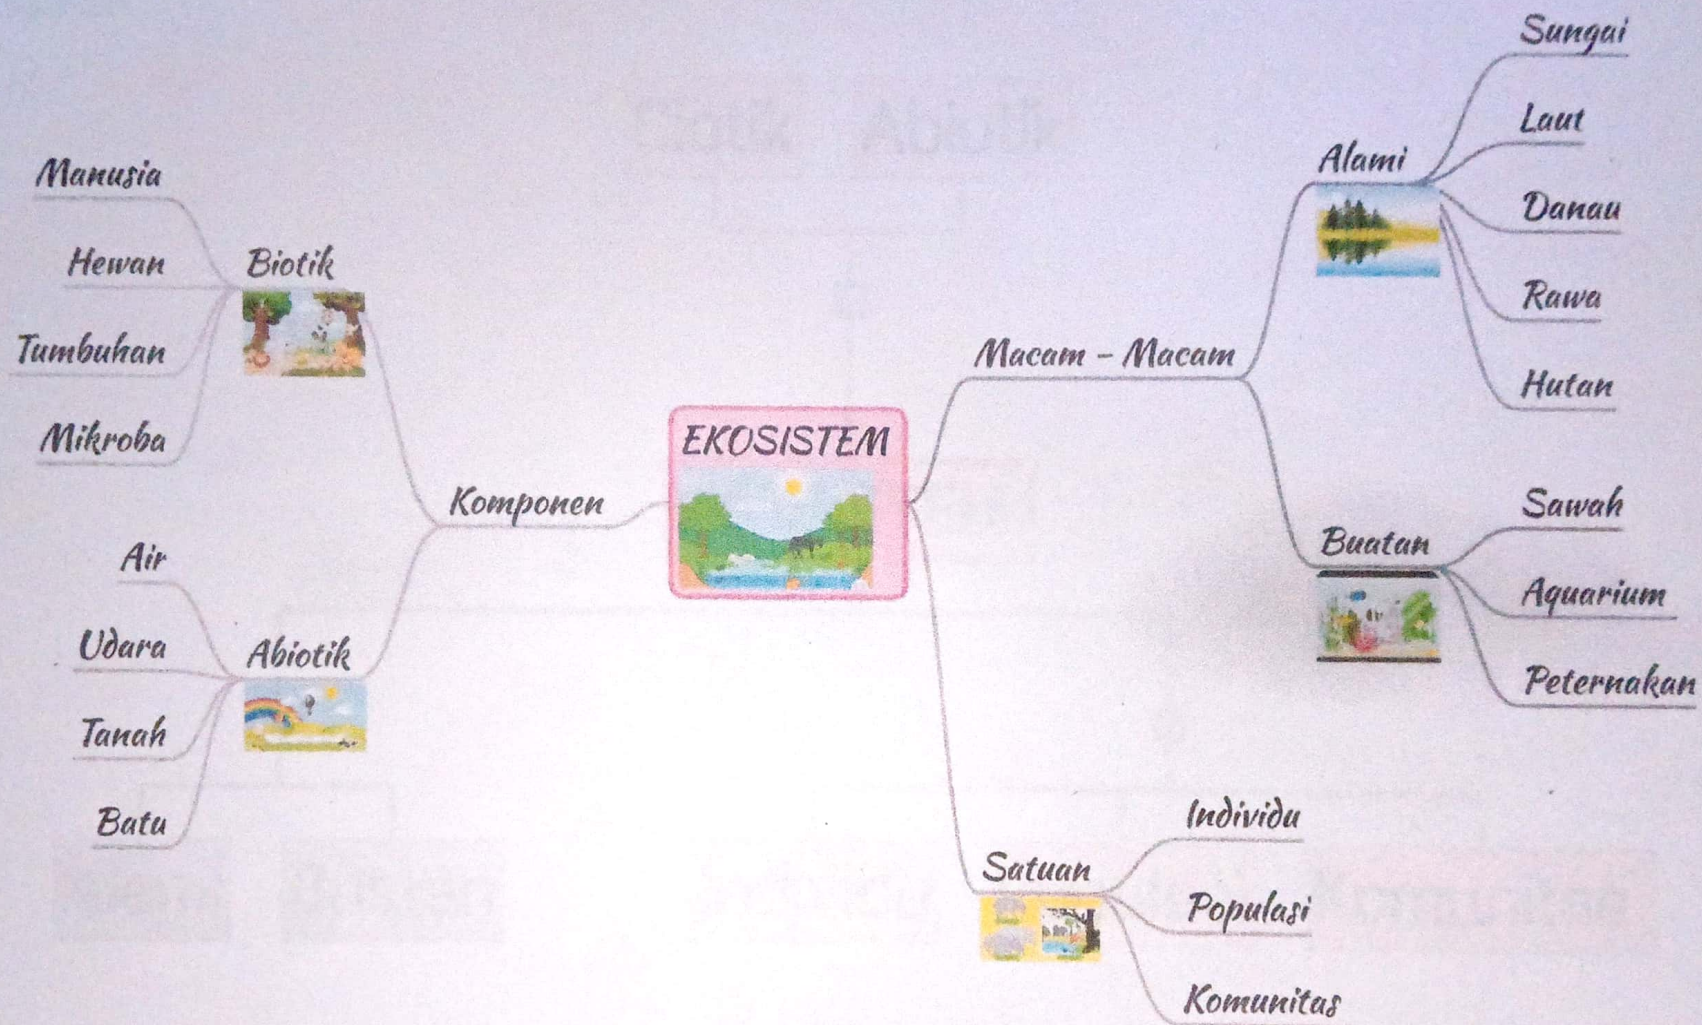 EKOSISTEM
Komponen
Biotik
Manusia
Hewan
Tumbuhan
Mikroba
Abiotik
Air
Udara
Tanah
Batu
Macam - Macam
Alami
Sungai
Laut
Danau
Rawa
Hutan
Buatan
Sawah
Aquarium
Peternakan
Satuan
Individu
Populasi
Komunitas